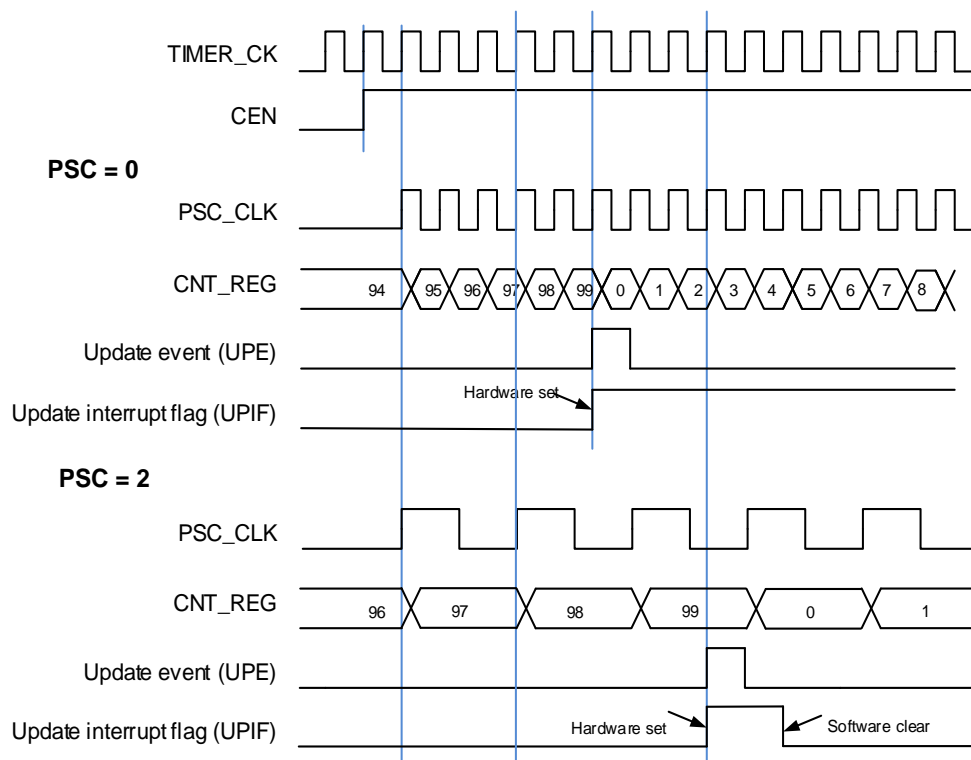 TIMER_CK
CEN
PSC = 0
PSC_CLK
CNT_REG 94 95 96 97 98 99 0 1 2 3 4 5 6 7 8
Update event (UPE)
Hardware set
Update interrupt flag (UPIF)
PSC = 2
PSC_CLK
CNT_REG 96 97 98 99 0 1
Update event (UPE)
Update interrupt flag (UPIF) Hardware set Software clear